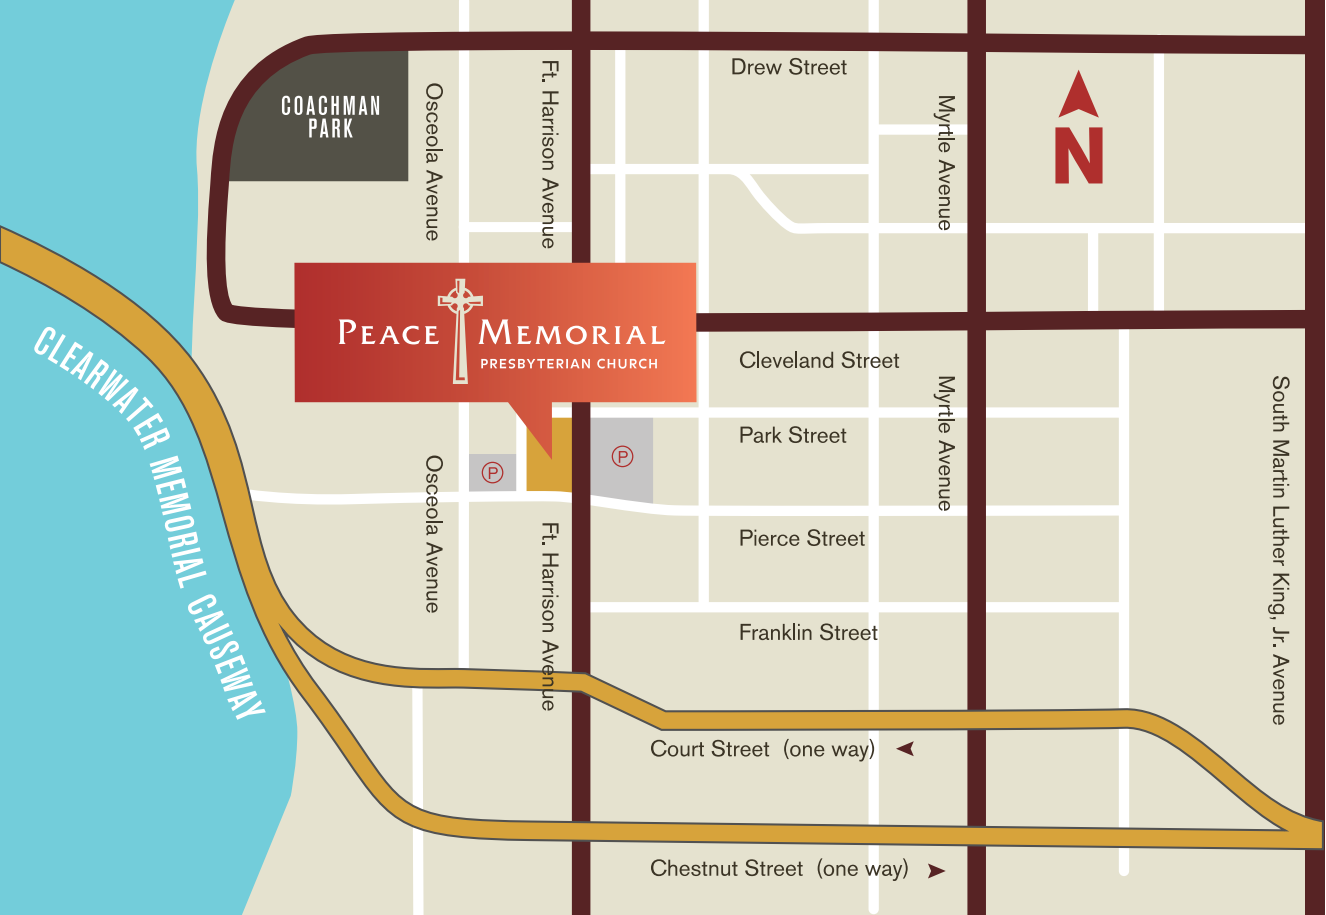 Drew Street
COACHMAN
PARK
Osceola Avenue
Ft. Harrison Avenue
Myrtle Avenue
N
PEACE MEMORIAL
PRESBYTERIAN CHURCH
CLEARWATER MEMORIAL CAUSEWAY
Cleveland Street
Myrtle Avenue
South Martin Luther King, Jr. Avenue
Park Street
P
P
Osceola Avenue
Ft. Harrison Avenue
Pierce Street
Franklin Street
Court Street (one way)
Chestnut Street (one way)